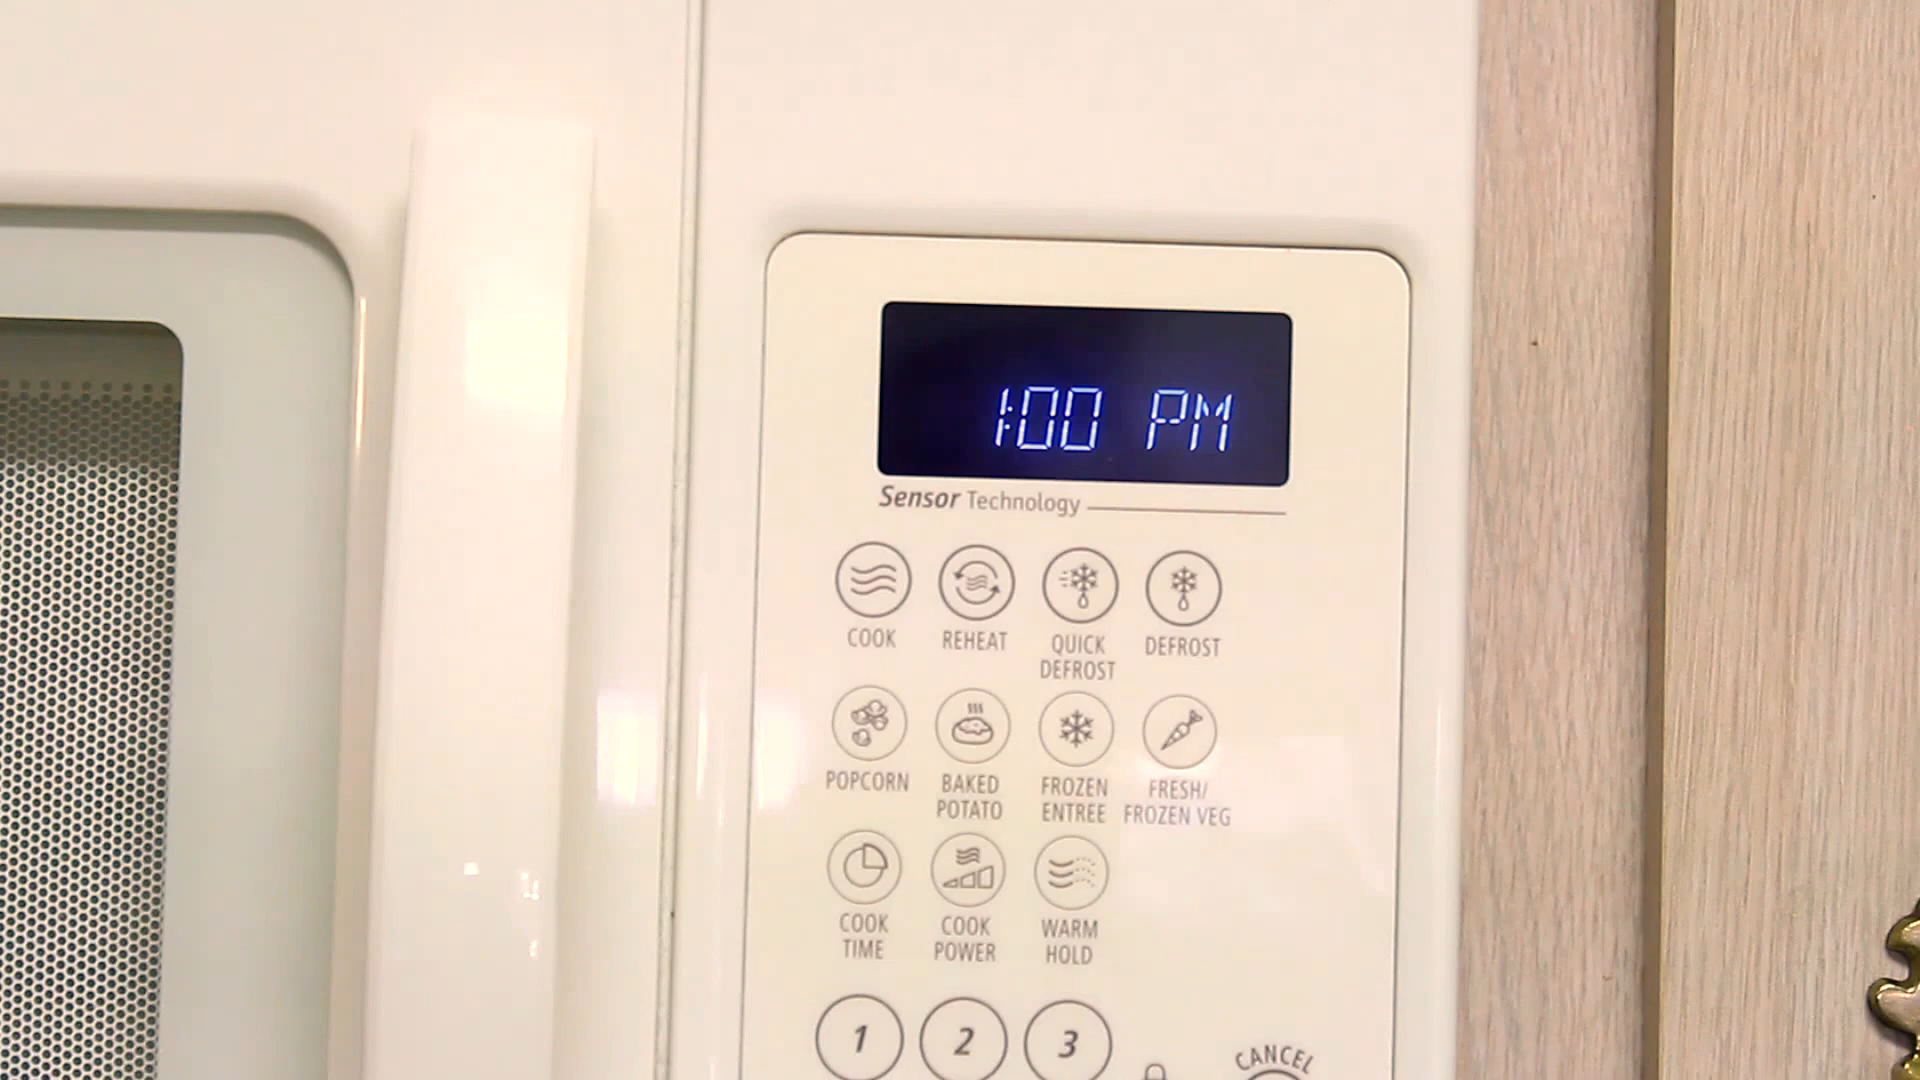 1:00 PM
Sensor Technology
COOK
REHEAT
QUICK
DEFROST
DEFROST
POPCORN
BAKED
POTATO
FROZEN
ENTREE
FRESH/
FROZEN VEG
COOK
TIME
COOK
POWER
WARM
HOLD
1
2
3
CANCEL